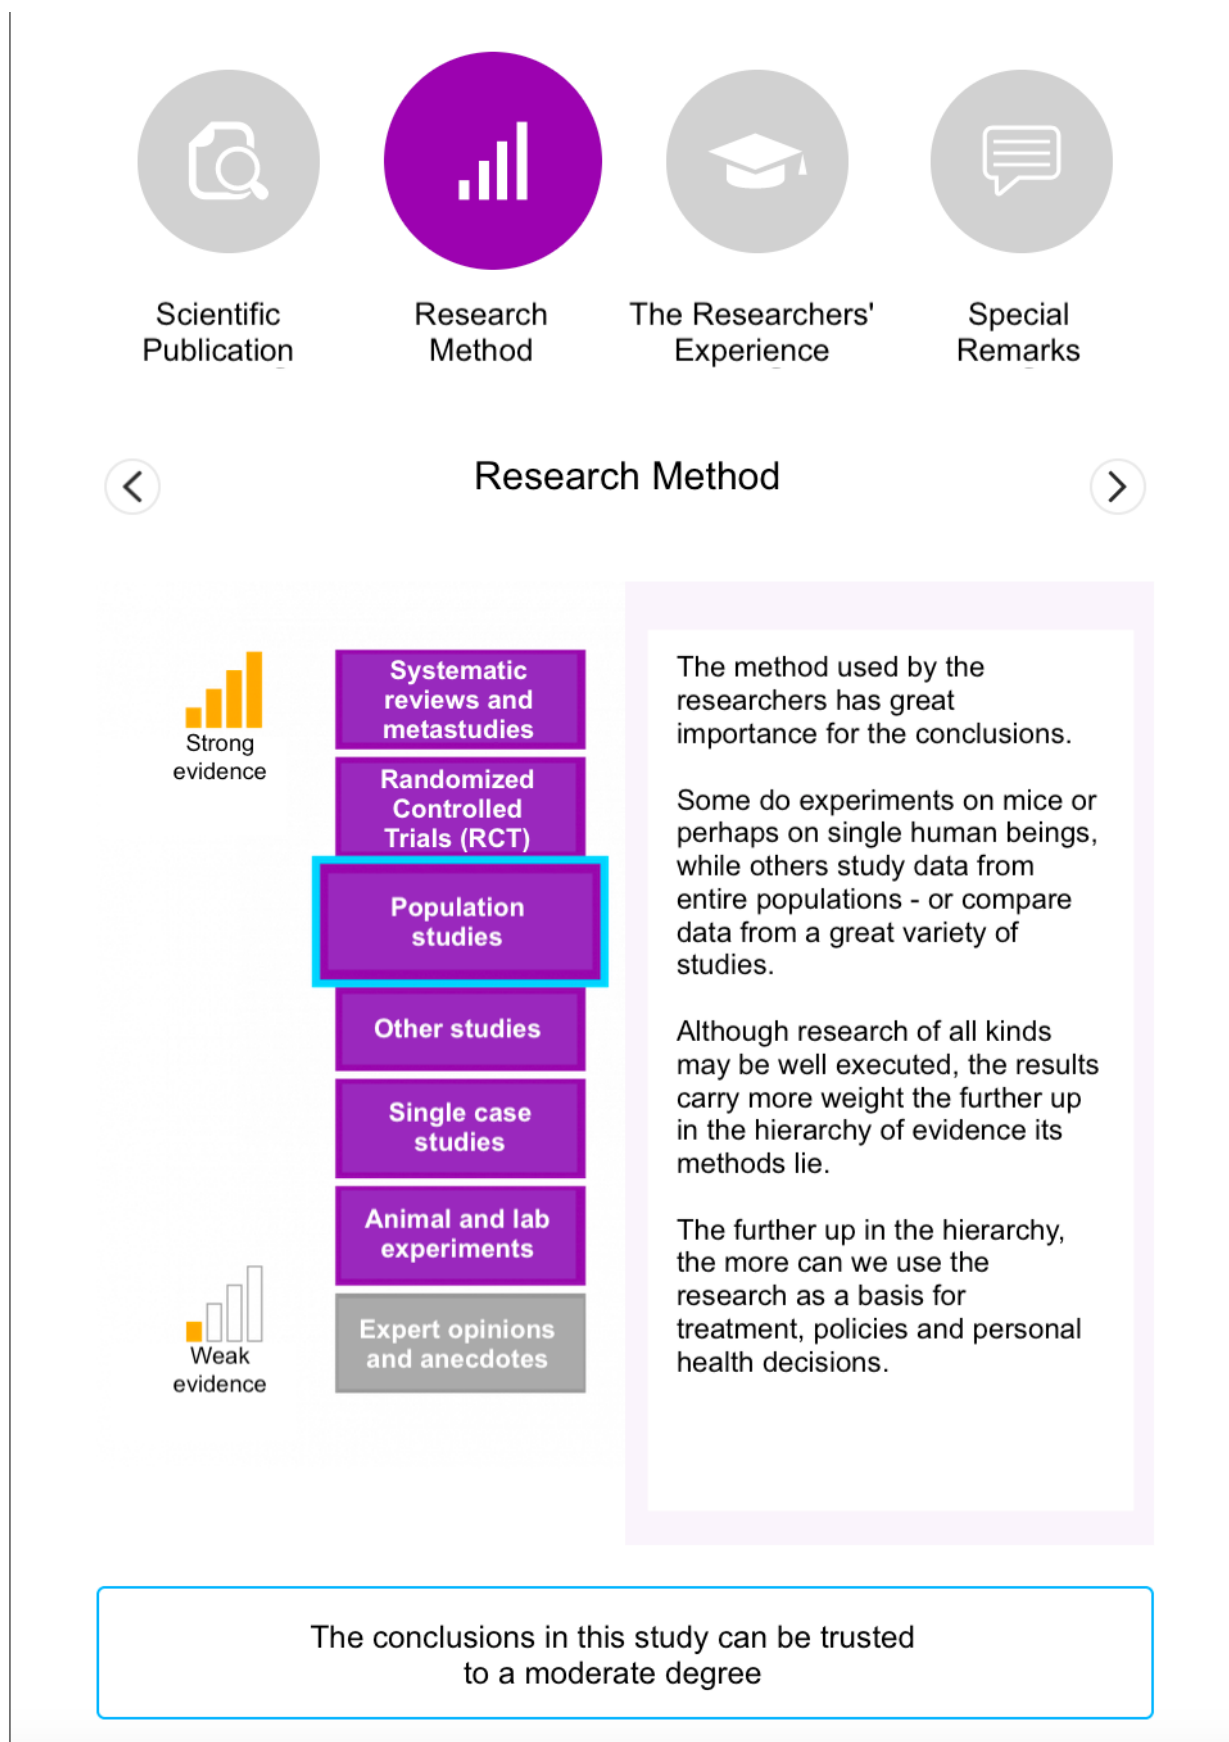 Scientific
Publication
Research
Method
The Researchers'
Experience
Special
Remarks
Research Method
Strong
evidence
Systematic
reviews and
metastudies
Randomized
Controlled
Trials (RCT)
Population
studies
Other studies
Single case
studies
Animal and lab
experiments
Expert opinions
and anecdotes
Weak
evidence
The method used by the
researchers has great
importance for the conclusions.
Some do experiments on mice or
perhaps on single human beings,
while others study data from
entire populations - or compare
data from a great variety of
studies.
Although research of all kinds
may be well executed, the results
carry more weight the further up
in the hierarchy of evidence its
methods lie.
The further up in the hierarchy,
the more can we use the
research as a basis for
treatment, policies and personal
health decisions.
The conclusions in this study can be trusted
to a moderate degree